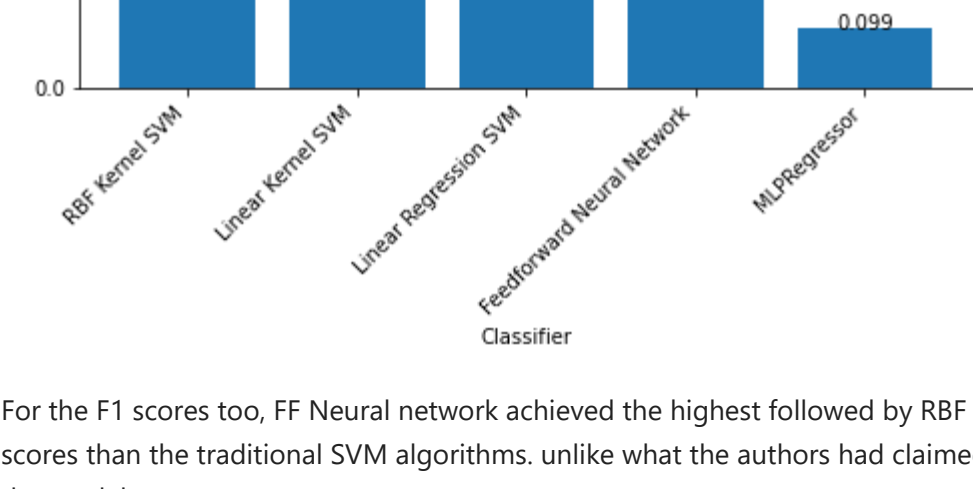 0.099
0.0
RBF Kernel SVM
Linear Kernel SVM
Linear Regression SVM
Feedforward Neural Network
MLPRegressor
Classifier
For the F1 scores too, FF Neural network achieved the highest followed by RBF
scores than the traditional SVM algorithms. unlike what the authors had claime